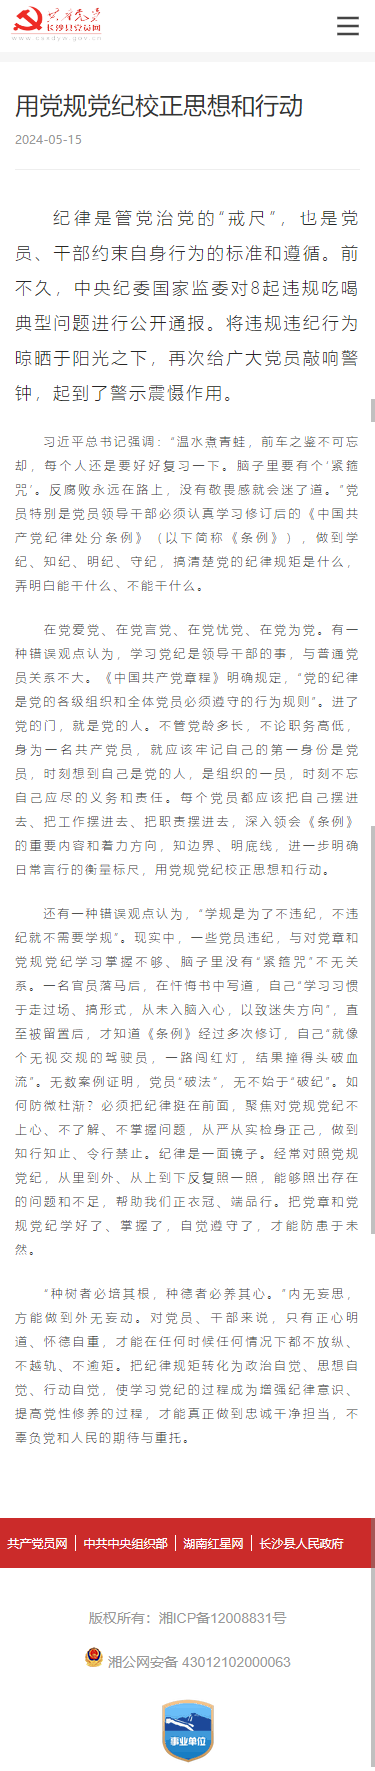 共产党员
长沙县党员网
www.csxdyw.gov.cn
用党规党纪校正思想和行动
2024-05-15
纪律是管党治党的“戒尺”，也是党
员、干部约束自身行为的标准和遵循。前
不久，中央纪委国家监委对8起违规吃喝
典型问题进行公开通报。将违规违纪行为
晾晒于阳光之下，再次给广大党员敲响警
钟，起到了警示震慑作用。
习近平总书记强调：“温水煮青蛙，前车之鉴不可忘
却，每个人还是要好好复习一下。脑子里要有个‘紧箍
咒’。反腐败永远在路上，没有敬畏感就会迷了道。”党
员特别是党员领导干部必须认真学习修订后的《中国共
产党纪律处分条例》（以下简称《条例》），做到学
纪、知纪、明纪、守纪，搞清楚党的纪律规矩是什么，
弄明白能干什么、不能干什么。
在党爱党、在党言党、在党忧党、在党为党。有一
种错误观点认为，学习党纪是领导干部的事，与普通党
员关系不大。《中国共产党章程》明确规定，“党的纪律
是党的各级组织和全体党员必须遵守的行为规则”。进了
党的门，就是党的人。不管党龄多长，不论职务高低，
身为一名共产党员，就应该牢记自己的第一身份是党
员，时刻想到自己是党的人，是组织的一员，时刻不忘
自己应尽的义务和责任。每个党员都应该把自己摆进
去、把工作摆进去、把职责摆进去，深入领会《条例》
的重要内容和着力方向，知边界、明底线，进一步明确
日常言行的衡量标尺，用党规党纪校正思想和行动。
还有一种错误观点认为，“学规是为了不违纪，不违
纪就不需要学规”。现实中，一些党员违纪，与对党章和
党规党纪学习掌握不够、脑子里没有“紧箍咒”不无关
系。一名官员落马后，在忏悔书中写道，自己“学习习惯
于走过场、搞形式，从未入脑入心，以致迷失方向”，直
至被留置后，才知道《条例》经过多次修订，自己“就像
个无视交规的驾驶员，一路闯红灯，结果撞得头破血
流”。无数案例证明，党员“破法”，无不始于“破纪”。如
何防微杜渐？必须把纪律挺在前面，聚焦对党规党纪不
上心、不了解、不掌握问题，从严从实检身正己，做到
知行知止、令行禁止。纪律是一面镜子。经常对照党规
党纪，从里到外、从上到下反复照一照，能够照出存在
的问题和不足，帮助我们正衣冠、端品行。把党章和党
规党纪学好了、掌握了，自觉遵守了，才能防患于未
然。
“种树者必培其根，种德者必养其心。”内无妄思，
方能做到外无妄动。对党员、干部来说，只有正心明
道、怀德自重，才能在任何时候任何情况下都不放纵、
不越轨、不逾矩。把纪律规矩转化为政治自觉、思想自
觉、行动自觉，使学习党纪的过程成为增强纪律意识、
提高党性修养的过程，才能真正做到忠诚干净担当，不
辜负党和人民的期待与重托。
共产党员网 中共中央组织部 湖南红星网 长沙县人民政府
版权所有：湘ICP备12008831号
湘公网安备 43012102000063
事业单位